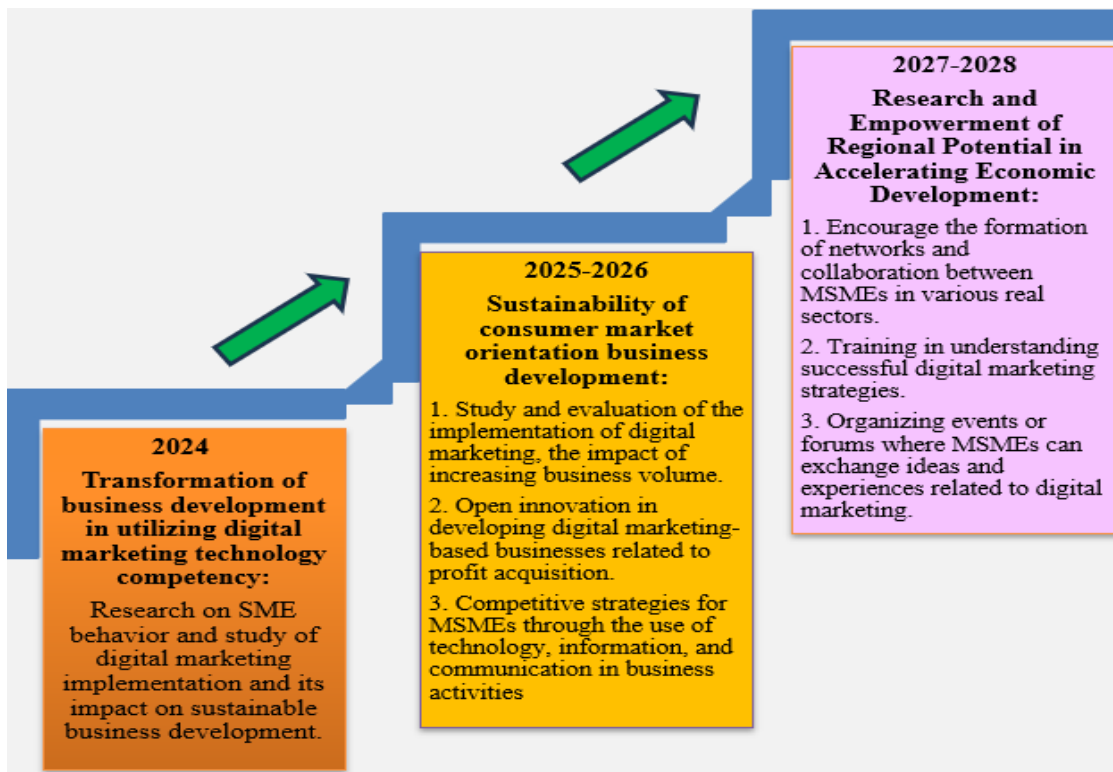 2024
Transformation of
business development
in utilizing digital
marketing technology
competency:
Research on SME
behavior and study of
digital marketing
implementation and its
impact on sustainable
business development.
2025-2026
Sustainability of
consumer market
orientation business
development:
1. Study and evaluation of the
implementation of digital
marketing, the impact of
increasing business volume.
2. Open innovation in
developing digital marketing-
based businesses related to
profit acquisition.
3. Competitive strategies for
MSMEs through the use of
technology, information, and
communication in business
activities
2027-2028
Research and
Empowerment of
Regional Potential in
Accelerating Economic
Development:
1. Encourage the formation
of networks and
collaboration between
MSMEs in various real
sectors.
2. Training in understanding
successful digital marketing
strategies.
3. Organizing events or
forums where MSMEs can
exchange ideas and
experiences related to digital
marketing.